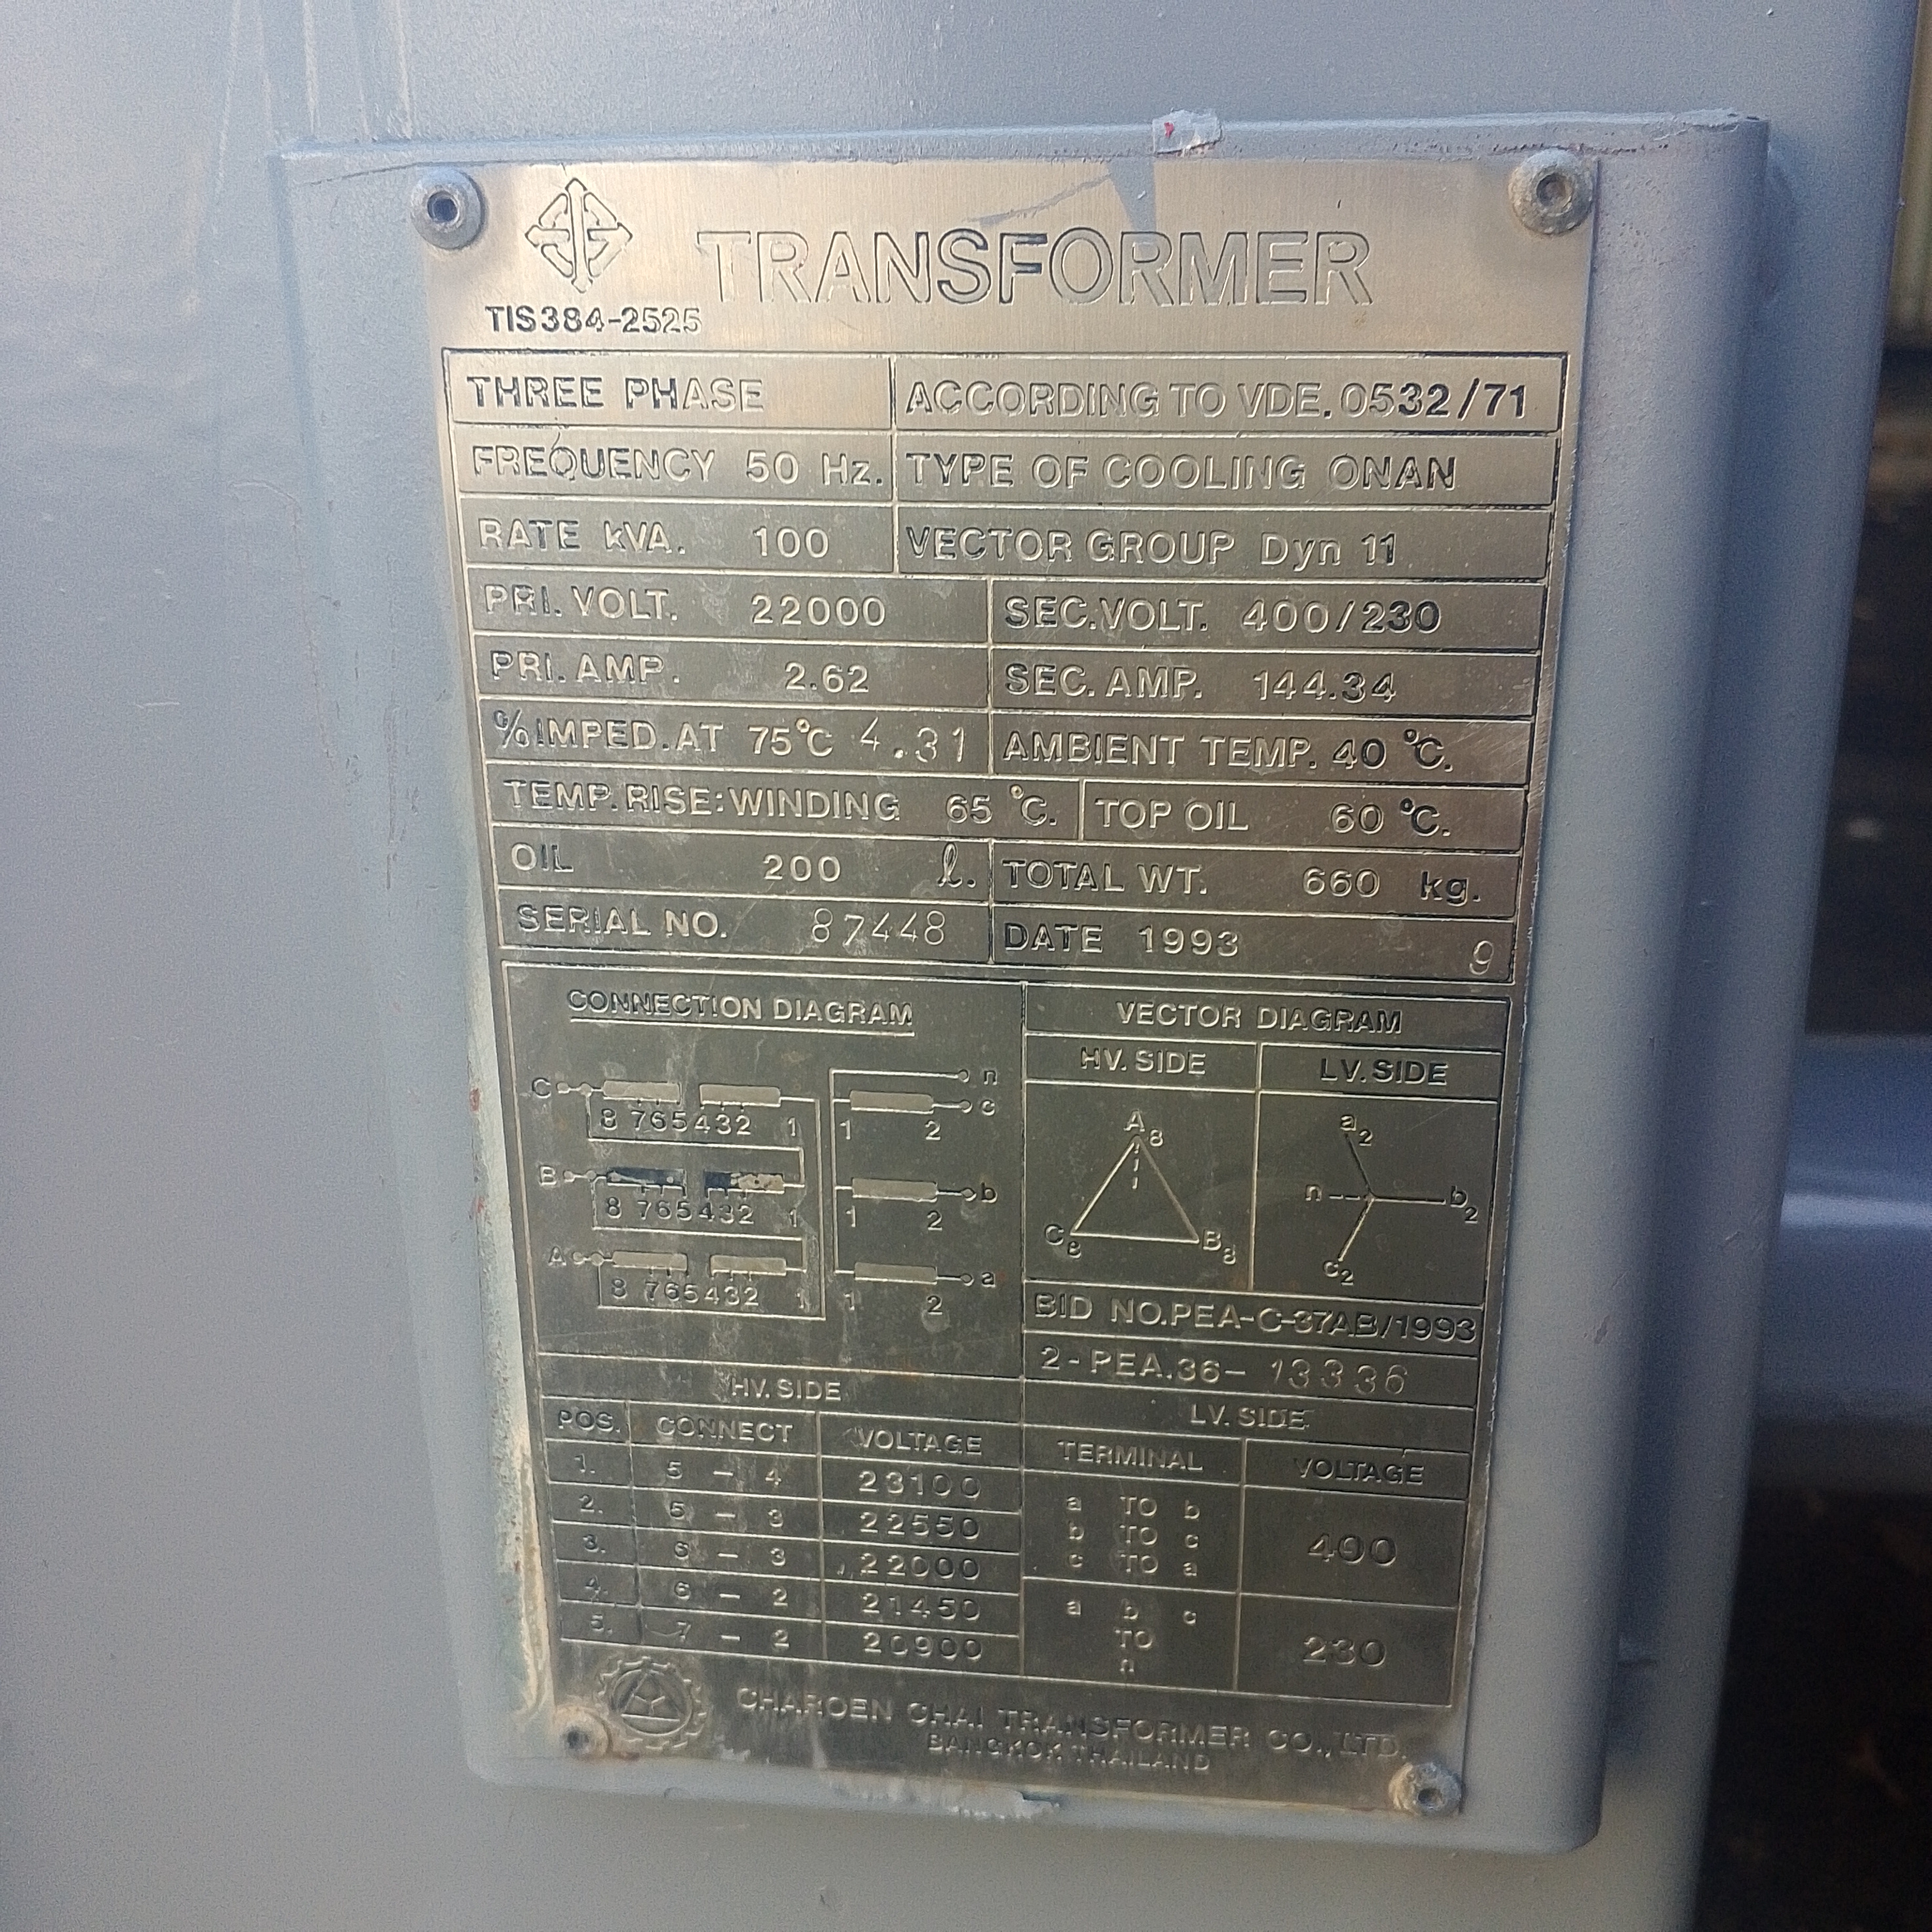 TRANSFORMER
TIS384-2525
THREE PHASE ACCORDING TO VDE. 0532/71
FREQUENCY 50 Hz. TYPE OF COOLING ONAN
RATE kVA. 100 VECTOR GROUP Dyn 11
PRI. VOLT. 22000 SEC.VOLT. 400/230
PRI. AMP. 2.62 SEC. AMP. 144.34
% IMPED. AT 75°C 4.31 AMBIENT TEMP. 40 °C.
TEMP. RISE: WINDING 65 °C. TOP OIL 60 °C.
OIL 200 ℓ. TOTAL WT. 660 kg.
SERIAL NO. 87448 DATE 1993 9
CONNECTION DIAGRAM
C n
c
8 765432 1 1 2
B b
8 765432 1 1 2
A a
8 765432 1 1 2
VECTOR DIAGRAM
HV. SIDE LV. SIDE
A8 a2
n b2
C8 B8 c2
BID NO.PEA-C-37AB/1993
2-PEA.36- 13336
HV. SIDE
POS. CONNECT VOLTAGE
1. 5 - 4 23100
2. 5 - 3 22550
3. 6 - 3 22000
4. 6 - 2 21450
5. 7 - 2 20900
LV. SIDE
TERMINAL VOLTAGE
a TO b
b TO c 400
c TO a
a b c
TO 230
n
CHAROEN CHAI TRANSFORMER CO., LTD.
BANGKOK THAILAND